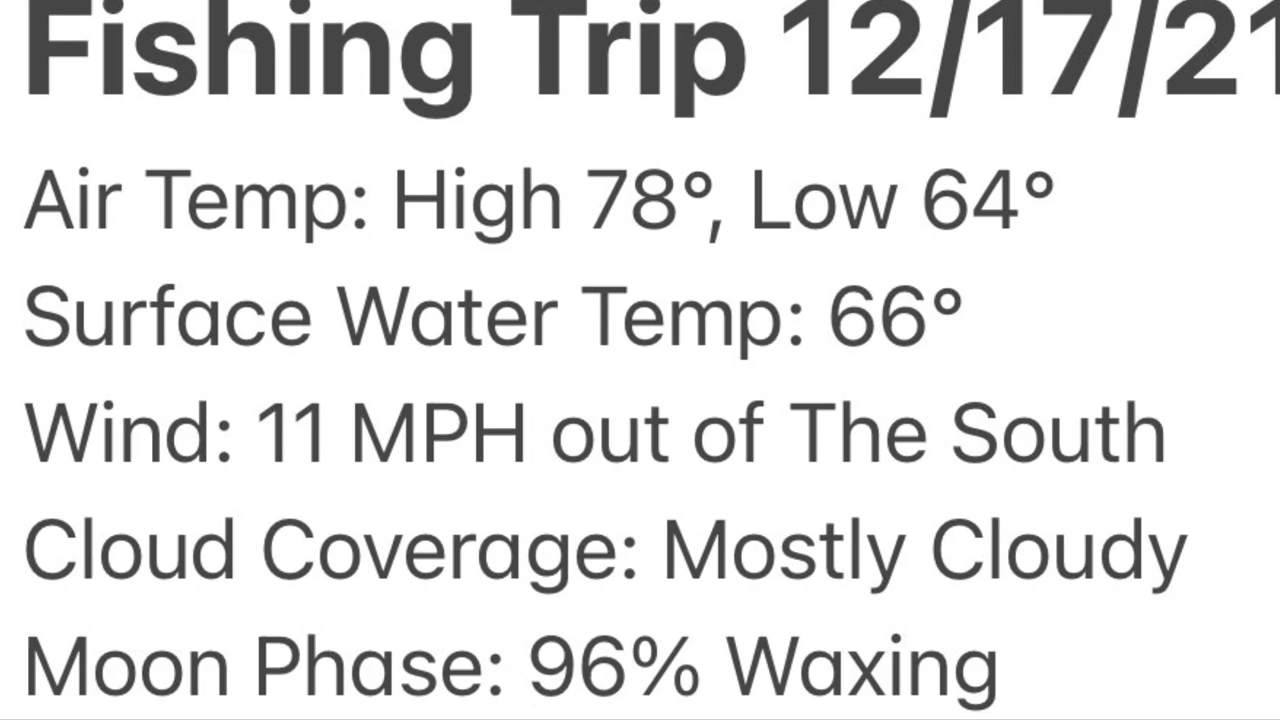 Fishing Trip 12/17/21
Air Temp: High 78°, Low 64°
Surface Water Temp: 66°
Wind: 11 MPH out of The South
Cloud Coverage: Mostly Cloudy
Moon Phase: 96% Waxing